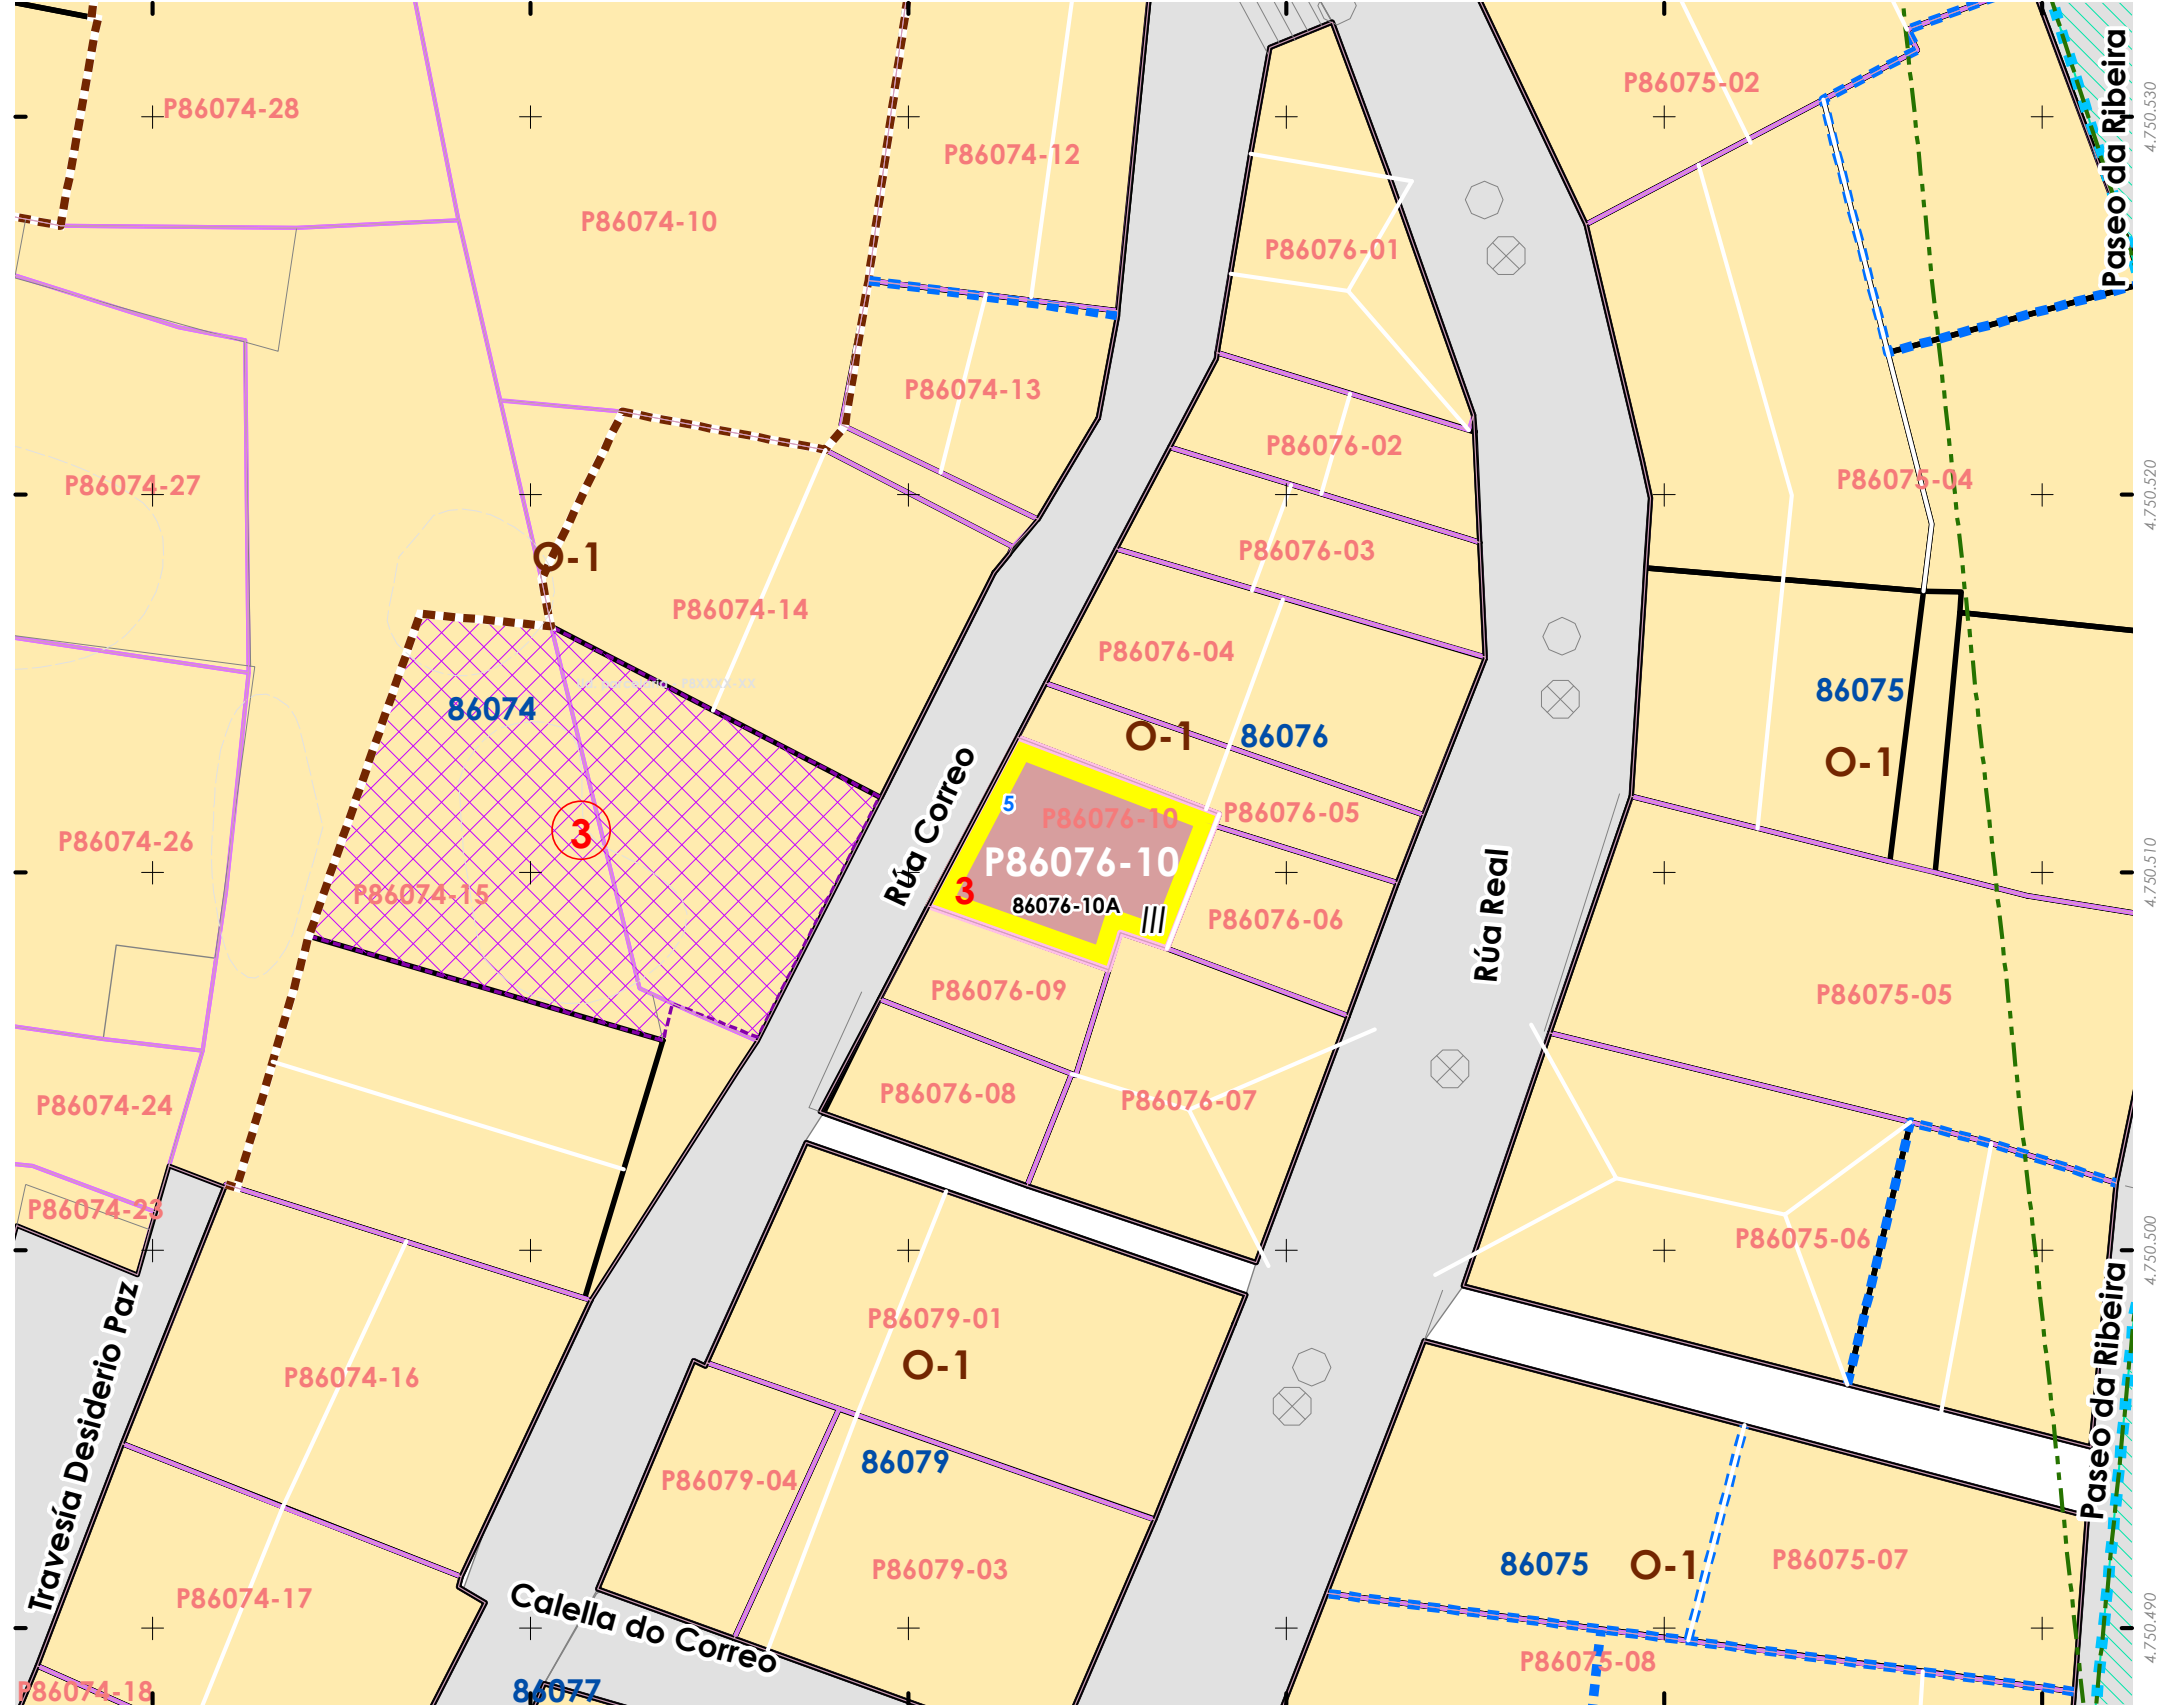 P86075-02
Paseo da Ribeira
4.750.530
P86074-28
P86074-12
P86074-10
P86076-01
P86074-13
P86076-02
P86074-27
P86075-04
4.750.520
O-1
P86076-03
P86074-14
P86076-04
86074
86075
O-1
86076
O-1
Rúa Correo
5
P86076-10
P86076-05
3
P86074-26
P86076-10
3
86076-10A
III
P86074-15
P86076-06
Rúa Real
4.750.510
P86076-09
P86075-05
P86076-08
P86076-07
P86074-24
P86074-23
P86075-06
4.750.500
Paseo da Ribeira
P86079-01
O-1
Travesía Desiderio Paz
P86074-16
86079
P86079-04
P86079-03
86075
O-1
P86075-07
P86074-17
Calella do Correo
4.750.490
P86075-08
P86074-18
86077